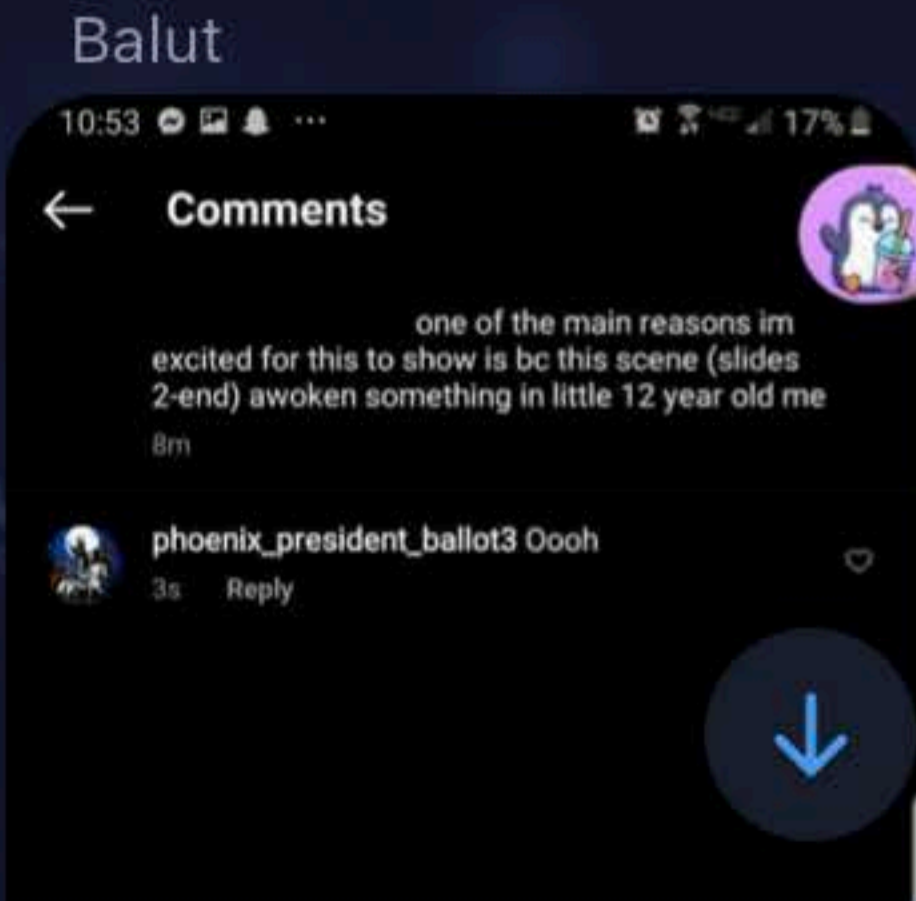 Balut
10:53 ... 17%
Comments
one of the main reasons im
excited for this to show is bc this scene (slides
2-end) awoken something in little 12 year old me
8m
phoenix_president_ballot3 Oooh
3s Reply